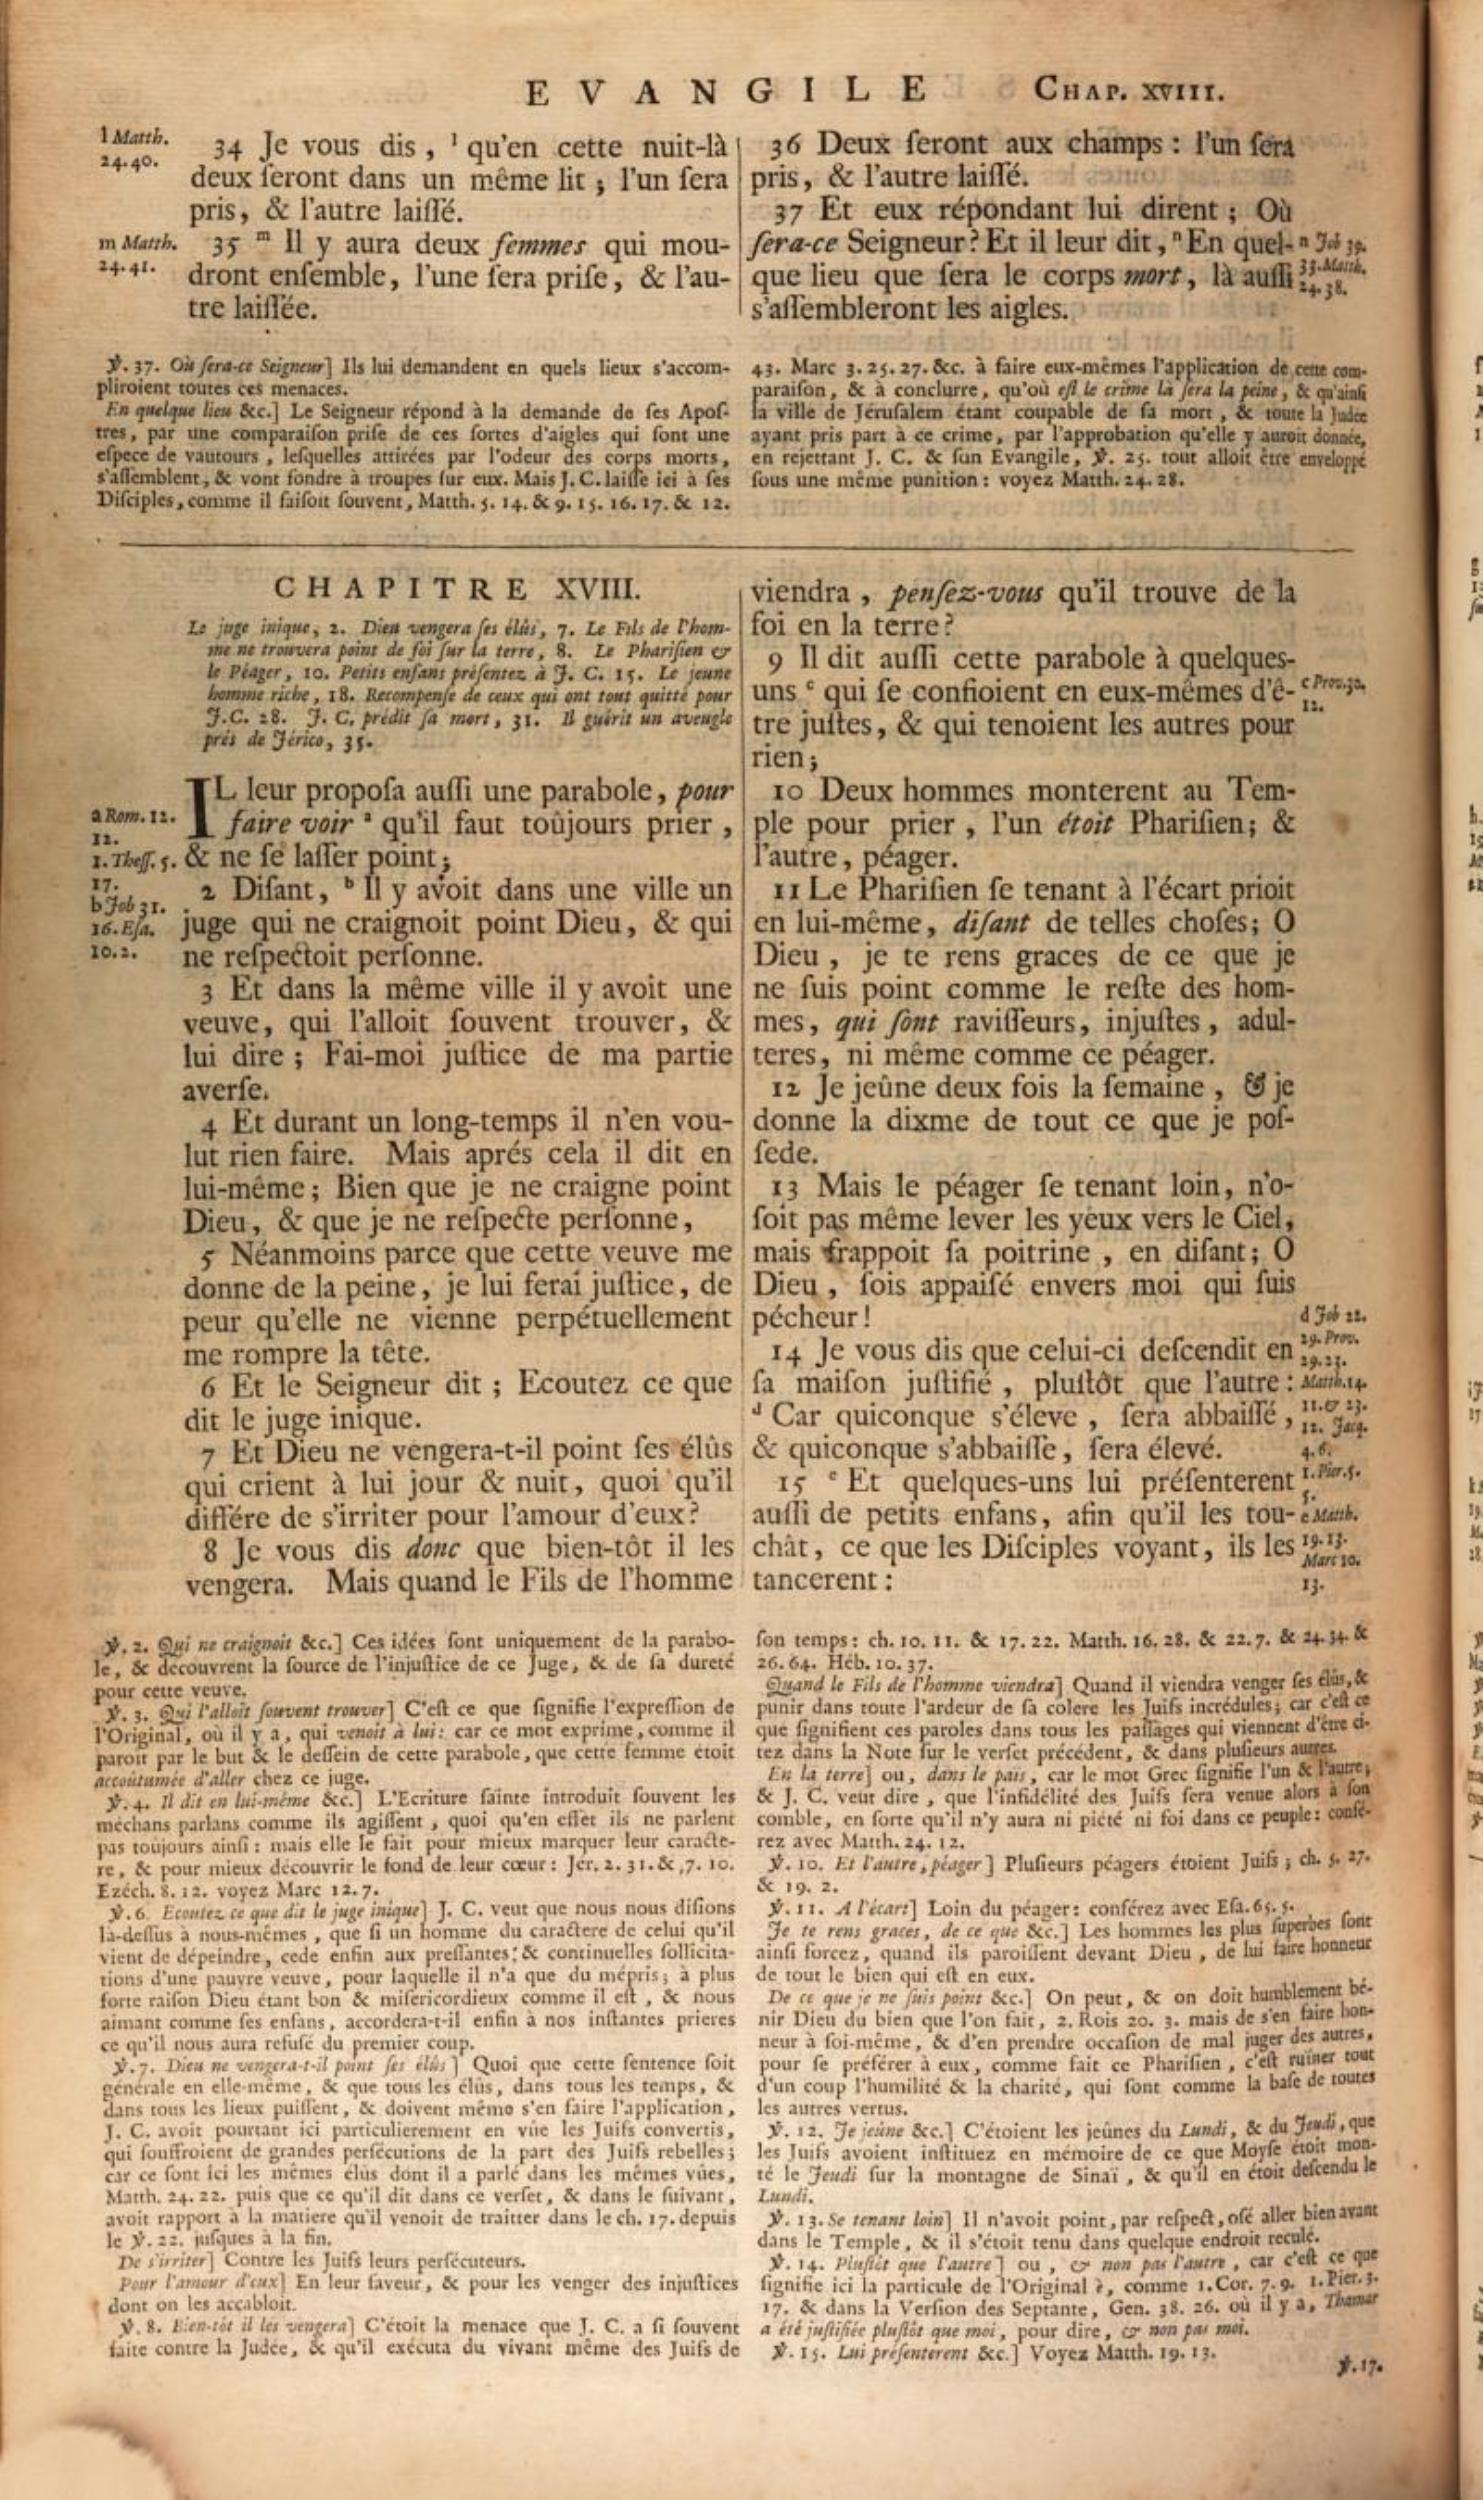 EVANGILE CHAP. XVIII.
l Matth.
24. 40.
34 Je vous dis, ˡ qu'en cette nuit-là
deux ſeront dans un même lit ; l'un ſera
pris, & l'autre laiſſé.
m Matth.
24. 41.
35 ᵐ Il y aura deux femmes qui mou-
dront enſemble, l'une ſera priſe, & l'au-
tre laiſſée.
36 Deux ſeront aux champs : l'un ſera
pris, & l'autre laiſſé.
37 Et eux répondant lui dirent ; Où
ſera-ce Seigneur? Et il leur dit, ⁿ En quel-
que lieu que ſera le corps mort, là auſſi
s'aſſembleront les aigles.
n Job 39.
33. Matth.
24. 38.
℣. 37. Où ſera-ce Seigneur] Ils lui demandent en quels lieux s'accom-
pliroient toutes ces menaces.
En quelque lieu &c.] Le Seigneur répond à la demande de ſes Apoſ-
tres, par une comparaiſon priſe de ces ſortes d'aigles qui ſont une
eſpece de vautours, leſquelles attirées par l'odeur des corps morts,
s'aſſemblent, & vont fondre à troupes ſur eux. Mais J. C. laiſſe ici à ſes
Diſciples, comme il faiſoit ſouvent, Matth. 5. 14. & 9. 15. 16. 17. & 12.
43. Marc 3. 25. 27. &c. à faire eux-mêmes l'application de cette com-
paraiſon, & à conclurre, qu'où eſt le crime là ſera la peine, & qu'ainſi
la ville de Jéruſalem étant coupable de ſa mort, & toute la Judée
ayant pris part à ce crime, par l'approbation qu'elle y auroit donnée,
en rejettant J. C. & ſun Evangile, ℣. 25. tout alloit être enveloppé
ſous une même punition : voyez Matth. 24. 28.
CHAPITRE XVIII.
Le juge inique, 2. Dieu vengera ſes élûs, 7. Le Fils de l'hom-
me ne trouvera point de foi ſur la terre, 8. Le Phariſien &
le Péager, 10. Petits enfans préſentez à J. C. 15. Le jeune
homme riche, 18. Recompenſe de ceux qui ont tout quitté pour
J. C. 28. J. C. prédit ſa mort, 31. Il guérit un aveugle
prés de Jérico, 35.
a Rom. 12.
12.
1. Theſſ. 5.
17.
b Job 31.
16. Eſa.
10. 2.
IL leur propoſa auſſi une parabole, pour
faire voir ᵃ qu'il faut toûjours prier,
& ne ſe laſſer point ;
2 Diſant, ᵇ Il y avoit dans une ville un
juge qui ne craignoit point Dieu, & qui
ne reſpectoit perſonne.
3 Et dans la même ville il y avoit une
veuve, qui l'alloit ſouvent trouver, &
lui dire ; Fai-moi juſtice de ma partie
averſe.
4 Et durant un long-temps il n'en vou-
lut rien faire. Mais aprés cela il dit en
lui-même ; Bien que je ne craigne point
Dieu, & que je ne reſpecte perſonne,
5 Néanmoins parce que cette veuve me
donne de la peine, je lui ferai juſtice, de
peur qu'elle ne vienne perpétuellement
me rompre la tête.
6 Et le Seigneur dit ; Ecoutez ce que
dit le juge inique.
7 Et Dieu ne vengera-t-il point ſes élûs
qui crient à lui jour & nuit, quoi qu'il
différe de s'irriter pour l'amour d'eux?
8 Je vous dis donc que bien-tôt il les
vengera. Mais quand le Fils de l'homme
viendra, penſez-vous qu'il trouve de la
foi en la terre?
9 Il dit auſſi cette parabole à quelques-
uns ᶜ qui ſe confioient en eux-mêmes d'ê-
tre juſtes, & qui tenoient les autres pour
rien ;
c Prov. 30.
12.
10 Deux hommes monterent au Tem-
ple pour prier, l'un étoit Phariſien ; &
l'autre, péager.
11 Le Phariſien ſe tenant à l'écart prioit
en lui-même, diſant de telles choſes ; O
Dieu, je te rens graces de ce que je
ne ſuis point comme le reſte des hom-
mes, qui ſont raviſſeurs, injuſtes, adul-
teres, ni même comme ce péager.
12 Je jeûne deux fois la ſemaine, & je
donne la dixme de tout ce que je poſ-
ſede.
13 Mais le péager ſe tenant loin, n'o-
ſoit pas même lever les yeux vers le Ciel,
mais frappoit ſa poitrine, en diſant ; O
Dieu, ſois appaiſé envers moi qui ſuis
pécheur !
14 Je vous dis que celui-ci deſcendit en
ſa maiſon juſtifié, pluſtôt que l'autre :
ᵈ Car quiconque s'éleve, ſera abbaiſſé,
& quiconque s'abbaiſſe, ſera élevé.
15 ᵉ Et quelques-uns lui préſenterent
auſſi de petits enfans, afin qu'il les tou-
chât, ce que les Diſciples voyant, ils les
tancerent :
d Job 22.
29. Prov.
29. 23.
Matth. 14.
11. & 23.
12. Jacq.
4. 6.
1. Pier. 5.
5.
e Matth.
19. 13.
Marc 10.
13.
℣. 2. Qui ne craignoit &c.] Ces idées ſont uniquement de la parabo-
le, & découvrent la ſource de l'injuſtice de ce Juge, & de ſa dureté
pour cette veuve.
℣. 3. Qui l'alloit ſouvent trouver] C'eſt ce que ſignifie l'expreſſion de
l'Original, où il y a, qui venoit à lui : car ce mot exprime, comme il
paroit par le but & le deſſein de cette parabole, que cette femme étoit
accoûtumée d'aller chez ce juge.
℣. 4. Il dit en lui-même &c.] L'Ecriture ſainte introduit ſouvent les
méchans parlans comme ils agiſſent, quoi qu'en effet ils ne parlent
pas toujours ainſi : mais elle le fait pour mieux marquer leur caracte-
re, & pour mieux découvrir le fond de leur cœur : Jer. 2. 31. &, 7. 10.
Ezéch. 8. 12. voyez Marc 12. 7.
℣. 6. Ecoutez ce que dit le juge inique] J. C. veut que nous nous diſions
là-deſſus à nous-mêmes, que ſi un homme du caractere de celui qu'il
vient de dépeindre, cede enfin aux preſſantes & continuelles ſollicita-
tions d'une pauvre veuve, pour laquelle il n'a que du mépris ; à plus
forte raiſon Dieu étant bon & miſericordieux comme il eſt, & nous
aimant comme ſes enfans, accordera-t-il enfin à nos inſtantes prieres
ce qu'il nous aura refuſé du premier coup.
℣. 7. Dieu ne vengera-t-il point ſes élûs] Quoi que cette ſentence ſoit
générale en elle-même, & que tous les élûs, dans tous les temps, &
dans tous les lieux puiſſent, & doivent mêmo s'en faire l'application,
J. C. avoit pourtant ici particulierement en vûe les Juifs convertis,
qui ſouffroient de grandes perſécutions de la part des Juifs rebelles ;
car ce ſont ici les mêmes élûs dont il a parlé dans les mêmes vûes,
Matth. 24. 22. puis que ce qu'il dit dans ce verſet, & dans le ſuivant,
avoit rapport à la matiere qu'il venoit de traitter dans le ch. 17. depuis
le ℣. 22. juſques à la fin.
De s'irriter] Contre les Juifs leurs perſécuteurs.
Pour l'amour d'eux] En leur faveur, & pour les venger des injuſtices
dont on les accabloit.
℣. 8. Bien-tôt il les vengera] C'étoit la menace que J. C. a ſi ſouvent
faite contre la Judée, & qu'il exécuta du vivant même des Juifs de
ſon temps : ch. 10. 11. & 17. 22. Matth. 16. 28. & 22. 7. & 24. 34. &
26. 64. Héb. 10. 37.
Quand le Fils de l'homme viendra] Quand il viendra venger ſes élûs, &
punir dans toute l'ardeur de ſa colere les Juifs incrédules ; car c'eſt ce
que ſignifient ces paroles dans tous les paſſages qui viennent d'être ci-
tez dans la Note ſur le verſet précédent, & dans pluſieurs autres.
En la terre] ou, dans le païs, car le mot Grec ſignifie l'un & l'autre ;
& J. C. veut dire, que l'infidélité des Juifs ſera venue alors à ſon
comble, en ſorte qu'il n'y aura ni piété ni foi dans ce peuple : confé-
rez avec Matth. 24. 12.
℣. 10. Et l'autre, péager] Pluſieurs péagers étoient Juifs ; ch. 5. 27.
& 19. 2.
℣. 11. A l'écart] Loin du péager : conférez avec Eſa. 65. 5.
Je te rens graces, de ce que &c.] Les hommes les plus ſuperbes ſont
ainſi forcez, quand ils paroiſſent devant Dieu, de lui faire honneur
de tout le bien qui eſt en eux.
De ce que je ne ſuis point &c.] On peut, & on doit humblement bé-
nir Dieu du bien que l'on fait, 2. Rois 20. 3. mais de s'en faire hon-
neur à ſoi-même, & d'en prendre occaſion de mal juger des autres,
pour ſe préférer à eux, comme fait ce Phariſien, c'eſt ruiner tout
d'un coup l'humilité & la charité, qui ſont comme la baſe de toutes
les autres vertus.
℣. 12. Je jeûne &c.] C'étoient les jeûnes du Lundi, & du Jeudi, que
les Juifs avoient inſtituez en mémoire de ce que Moyſe étoit mon-
té le Jeudi ſur la montagne de Sinaï, & qu'il en étoit deſcendu le
Lundi.
℣. 13. Se tenant loin] Il n'avoit point, par reſpect, oſé aller bien avant
dans le Temple, & il s'étoit tenu dans quelque endroit reculé.
℣. 14. Pluſtôt que l'autre] ou, & non pas l'autre, car c'eſt ce que
ſignifie ici la particule de l'Original è, comme 1. Cor. 7. 9. 1. Pier. 3.
17. & dans la Verſion des Septante, Gen. 38. 26. où il y a, Thamar
a été juſtifiée pluſtôt que moi, pour dire, & non pas moi.
℣. 15. Lui préſenterent &c.] Voyez Matth. 19. 13.
℣. 17.